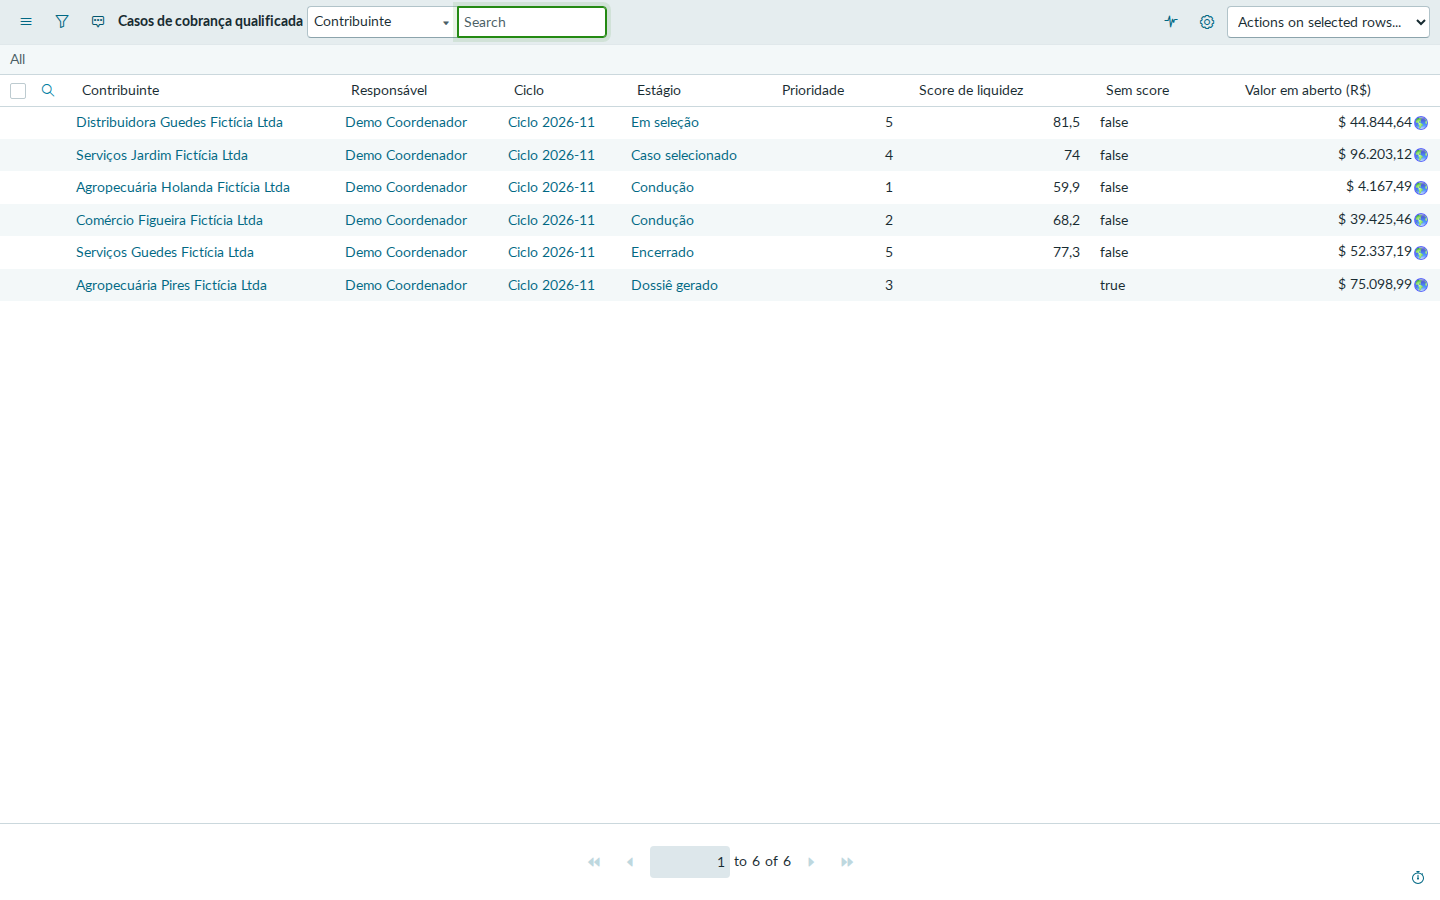 Casos de cobrança qualificada Contribuinte Search Actions on selected rows...
All
Contribuinte Responsável Ciclo Estágio Prioridade Score de liquidez Sem score Valor em aberto (R$)
Distribuidora Guedes Fictícia Ltda Demo Coordenador Ciclo 2026-11 Em seleção 5 81,5 false $ 44.844,64
Serviços Jardim Fictícia Ltda Demo Coordenador Ciclo 2026-11 Caso selecionado 4 74 false $ 96.203,12
Agropecuária Holanda Fictícia Ltda Demo Coordenador Ciclo 2026-11 Condução 1 59,9 false $ 4.167,49
Comércio Figueira Fictícia Ltda Demo Coordenador Ciclo 2026-11 Condução 2 68,2 false $ 39.425,46
Serviços Guedes Fictícia Ltda Demo Coordenador Ciclo 2026-11 Encerrado 5 77,3 false $ 52.337,19
Agropecuária Pires Fictícia Ltda Demo Coordenador Ciclo 2026-11 Dossiê gerado 3 true $ 75.098,99
1 to 6 of 6